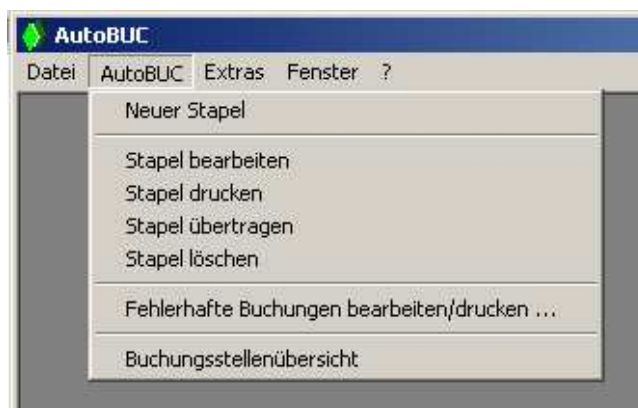 AutoBUC
Datei AutoBUC Extras Fenster ?
Neuer Stapel
Stapel bearbeiten
Stapel drucken
Stapel übertragen
Stapel löschen
Fehlerhafte Buchungen bearbeiten/drucken ...
Buchungsstellenübersicht